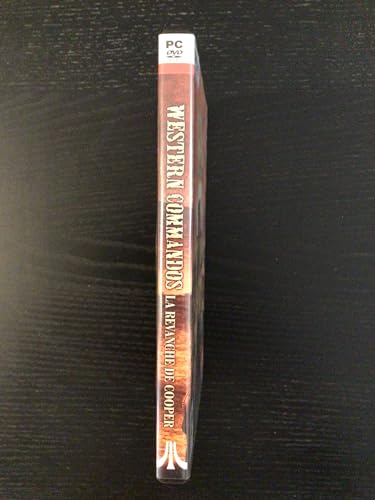 PC
DVD
WESTERN COMMANDOS
LA REVANCHE DE COOPER